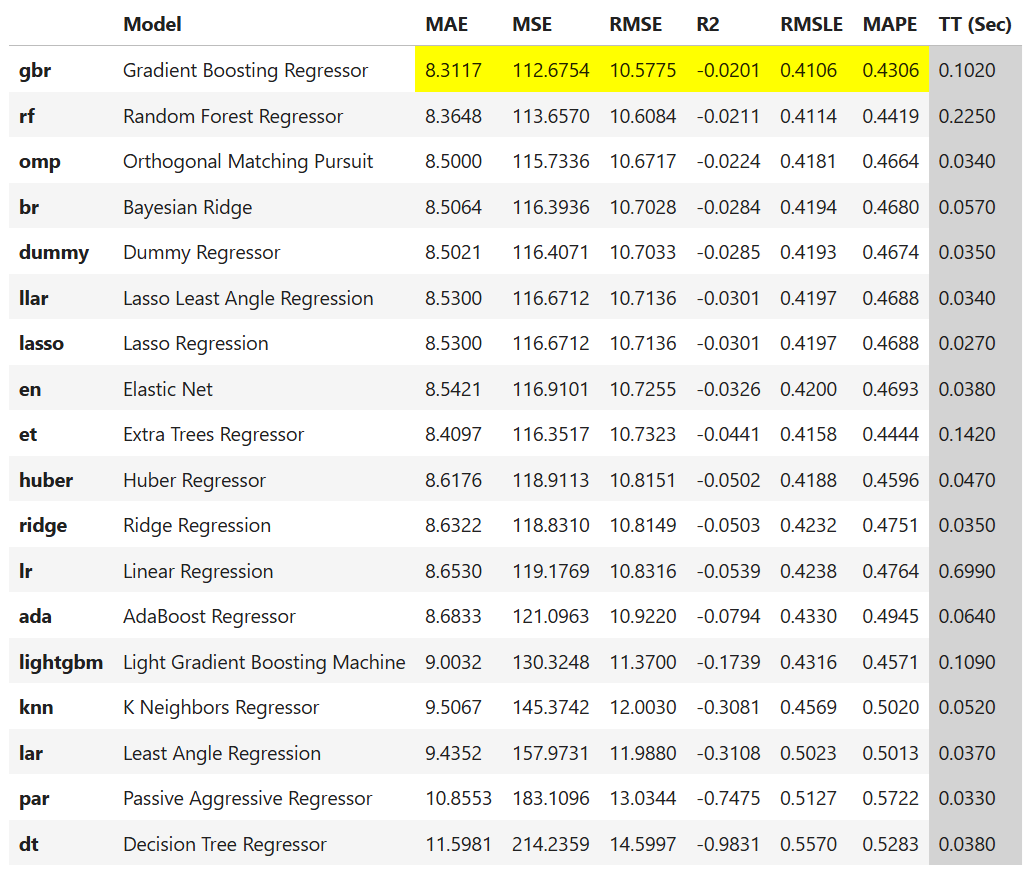 Model MAE MSE RMSE R2 RMSLE MAPE TT (Sec)
gbr Gradient Boosting Regressor 8.3117 112.6754 10.5775 -0.0201 0.4106 0.4306 0.1020
rf Random Forest Regressor 8.3648 113.6570 10.6084 -0.0211 0.4114 0.4419 0.2250
omp Orthogonal Matching Pursuit 8.5000 115.7336 10.6717 -0.0224 0.4181 0.4664 0.0340
br Bayesian Ridge 8.5064 116.3936 10.7028 -0.0284 0.4194 0.4680 0.0570
dummy Dummy Regressor 8.5021 116.4071 10.7033 -0.0285 0.4193 0.4674 0.0350
llar Lasso Least Angle Regression 8.5300 116.6712 10.7136 -0.0301 0.4197 0.4688 0.0340
lasso Lasso Regression 8.5300 116.6712 10.7136 -0.0301 0.4197 0.4688 0.0270
en Elastic Net 8.5421 116.9101 10.7255 -0.0326 0.4200 0.4693 0.0380
et Extra Trees Regressor 8.4097 116.3517 10.7323 -0.0441 0.4158 0.4444 0.1420
huber Huber Regressor 8.6176 118.9113 10.8151 -0.0502 0.4188 0.4596 0.0470
ridge Ridge Regression 8.6322 118.8310 10.8149 -0.0503 0.4232 0.4751 0.0350
lr Linear Regression 8.6530 119.1769 10.8316 -0.0539 0.4238 0.4764 0.6990
ada AdaBoost Regressor 8.6833 121.0963 10.9220 -0.0794 0.4330 0.4945 0.0640
lightgbm Light Gradient Boosting Machine 9.0032 130.3248 11.3700 -0.1739 0.4316 0.4571 0.1090
knn K Neighbors Regressor 9.5067 145.3742 12.0030 -0.3081 0.4569 0.5020 0.0520
lar Least Angle Regression 9.4352 157.9731 11.9880 -0.3108 0.5023 0.5013 0.0370
par Passive Aggressive Regressor 10.8553 183.1096 13.0344 -0.7475 0.5127 0.5722 0.0330
dt Decision Tree Regressor 11.5981 214.2359 14.5997 -0.9831 0.5570 0.5283 0.0380